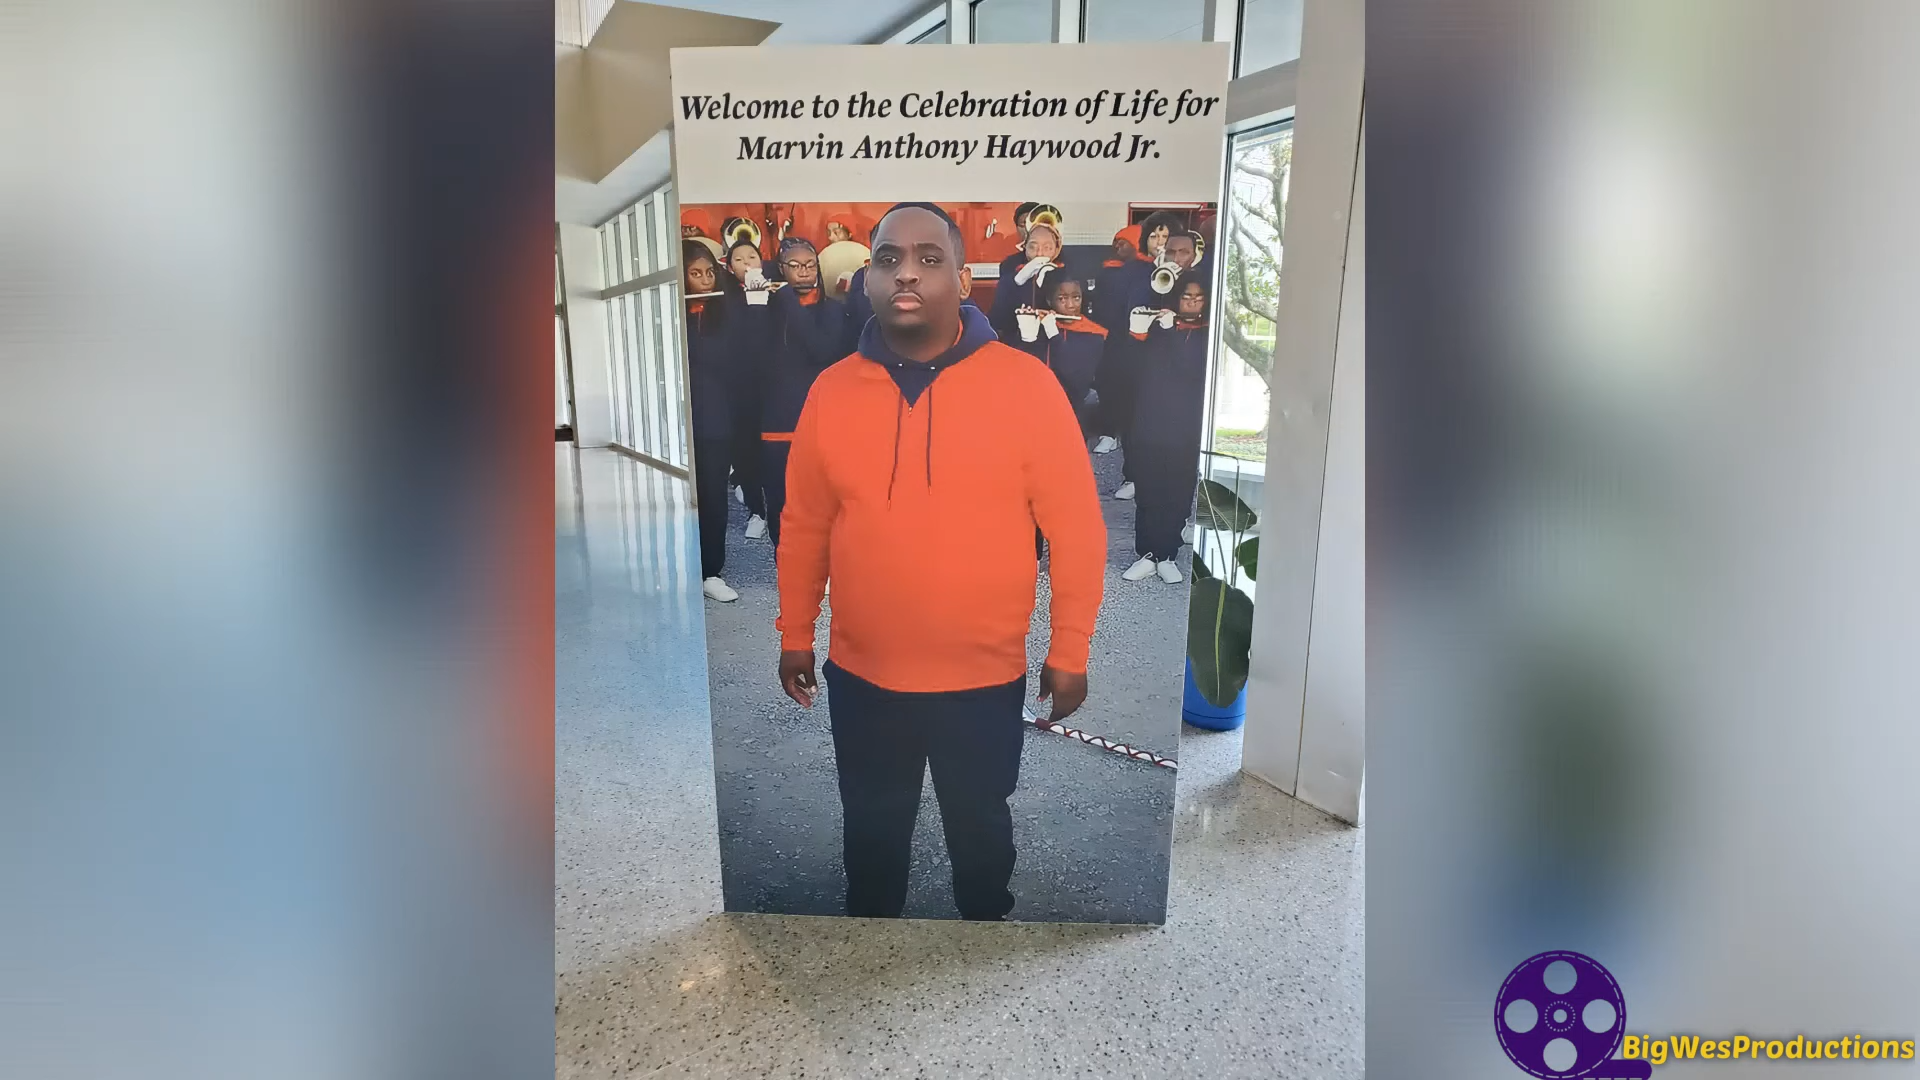 Welcome to the Celebration of Life for
Marvin Anthony Haywood Jr.
BigWesProductions